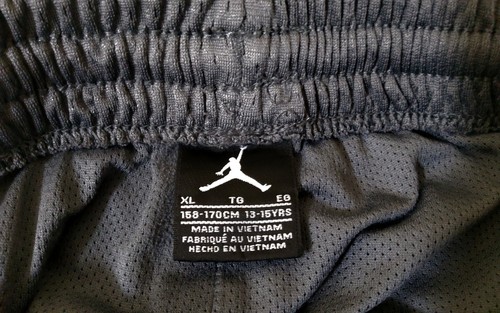 XL TG EG
158-170CM 13-15YRS
MADE IN VIETNAM
FABRIQUÉ AU VIETNAM
HECHO EN VIETNAM